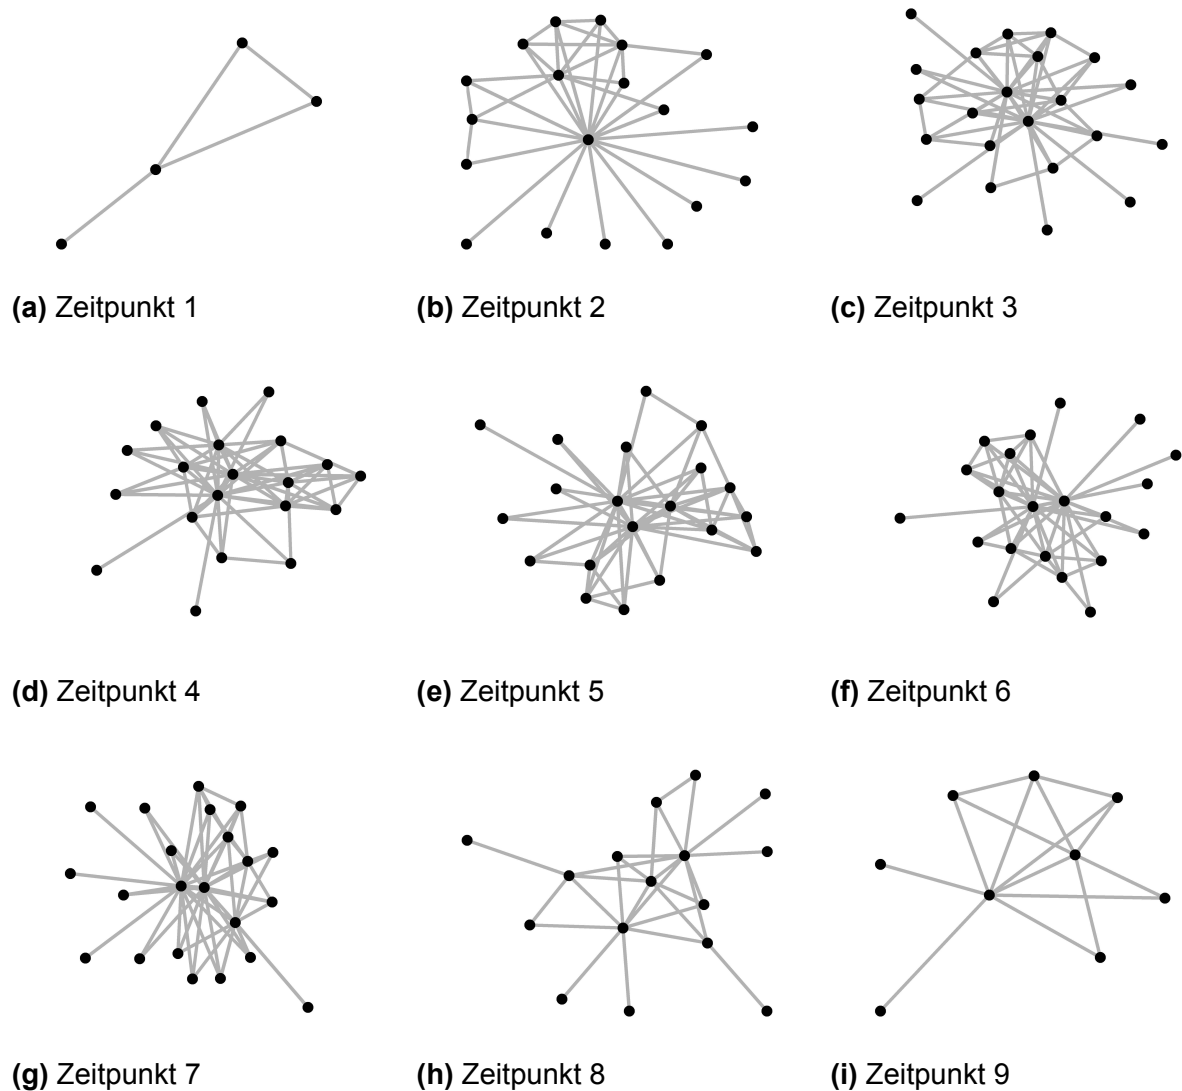 (a) Zeitpunkt 1
(b) Zeitpunkt 2
(c) Zeitpunkt 3
(d) Zeitpunkt 4
(e) Zeitpunkt 5
(f) Zeitpunkt 6
(g) Zeitpunkt 7
(h) Zeitpunkt 8
(i) Zeitpunkt 9